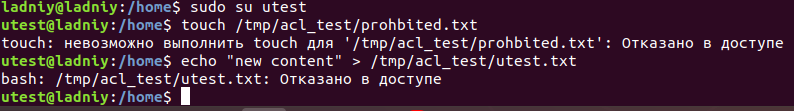 ladniy@ladniy:/home$ sudo su utest
utest@ladniy:/home$ touch /tmp/acl_test/prohbited.txt
touch: невозможно выполнить touch для '/tmp/acl_test/prohbited.txt': Отказано в доступе
utest@ladniy:/home$ echo "new content" > /tmp/acl_test/utest.txt
bash: /tmp/acl_test/utest.txt: Отказано в доступе
utest@ladniy:/home$